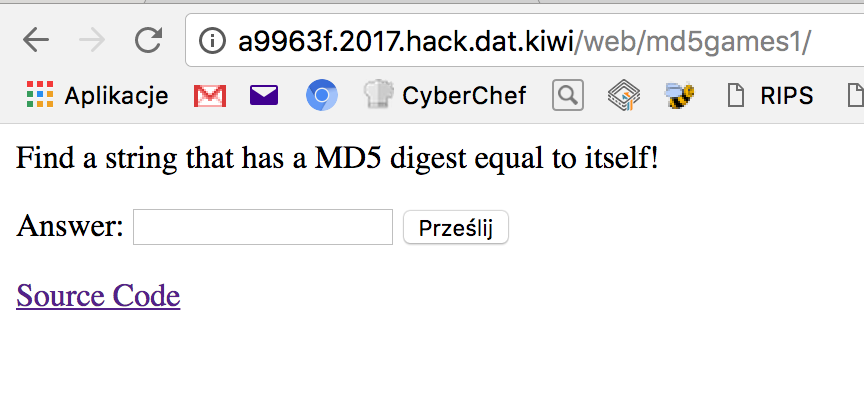 a9963f.2017.hack.dat.kiwi/web/md5games1/
Aplikacje CyberChef RIPS
Find a string that has a MD5 digest equal to itself!
Answer: Prześlij
Source Code